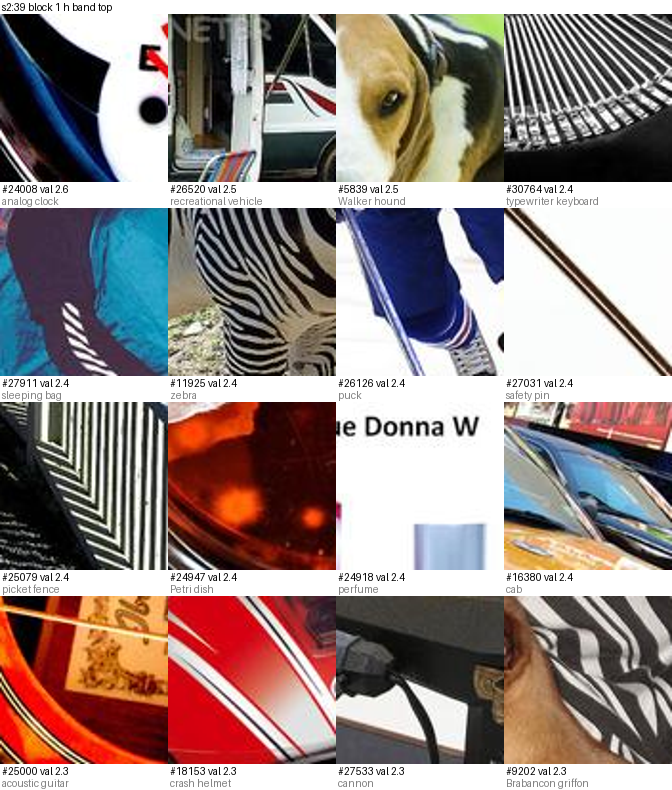 s2:39 block 1 h band top
E
NETER
#24008 val 2.6
analog clock
#26520 val 2.5
recreational vehicle
#5839 val 2.5
Walker hound
#30764 val 2.4
typewriter keyboard
#27911 val 2.4
sleeping bag
#11925 val 2.4
zebra
#26126 val 2.4
puck
#27031 val 2.4
safety pin
ue Donna W
#25079 val 2.4
picket fence
#24947 val 2.4
Petri dish
#24918 val 2.4
perfume
#16380 val 2.4
cab
#25000 val 2.3
acoustic guitar
#18153 val 2.3
crash helmet
#27533 val 2.3
cannon
#9202 val 2.3
Brabancon griffon